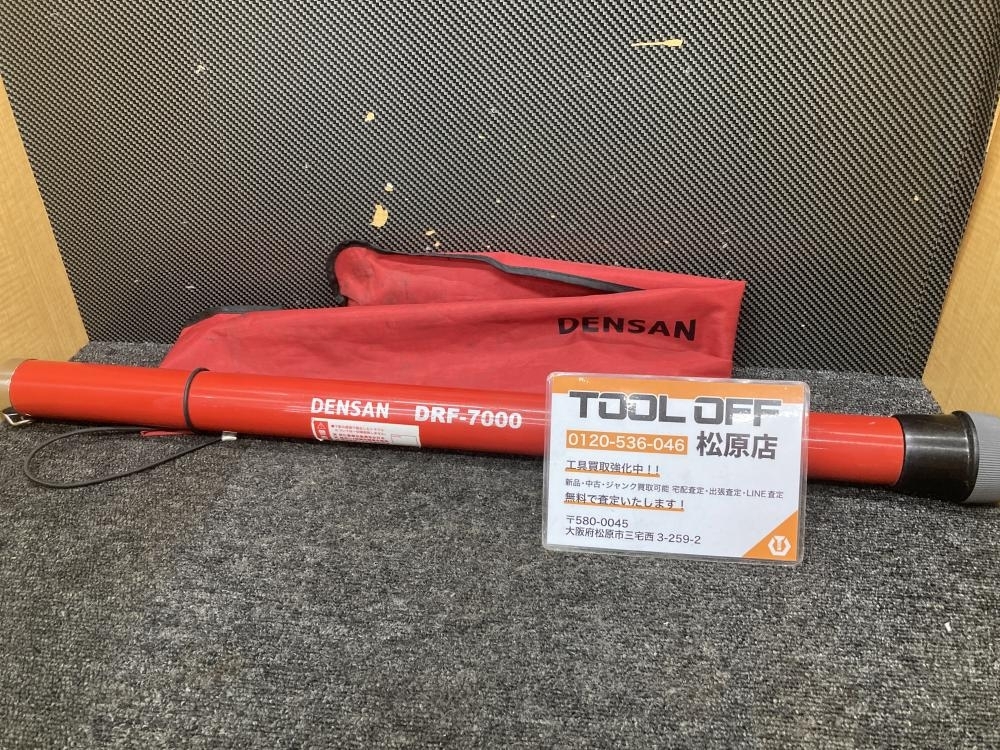 DENSAN
DENSAN DRF-7000
TOOL OFF
0120-536-046 松原店
工具買取強化中!!
新品・中古・ジャンク買取可能 宅配査定・出張査定・LINE査定
無料で査定いたします!
〒580-0045
大阪府松原市三宅西 3-259-2